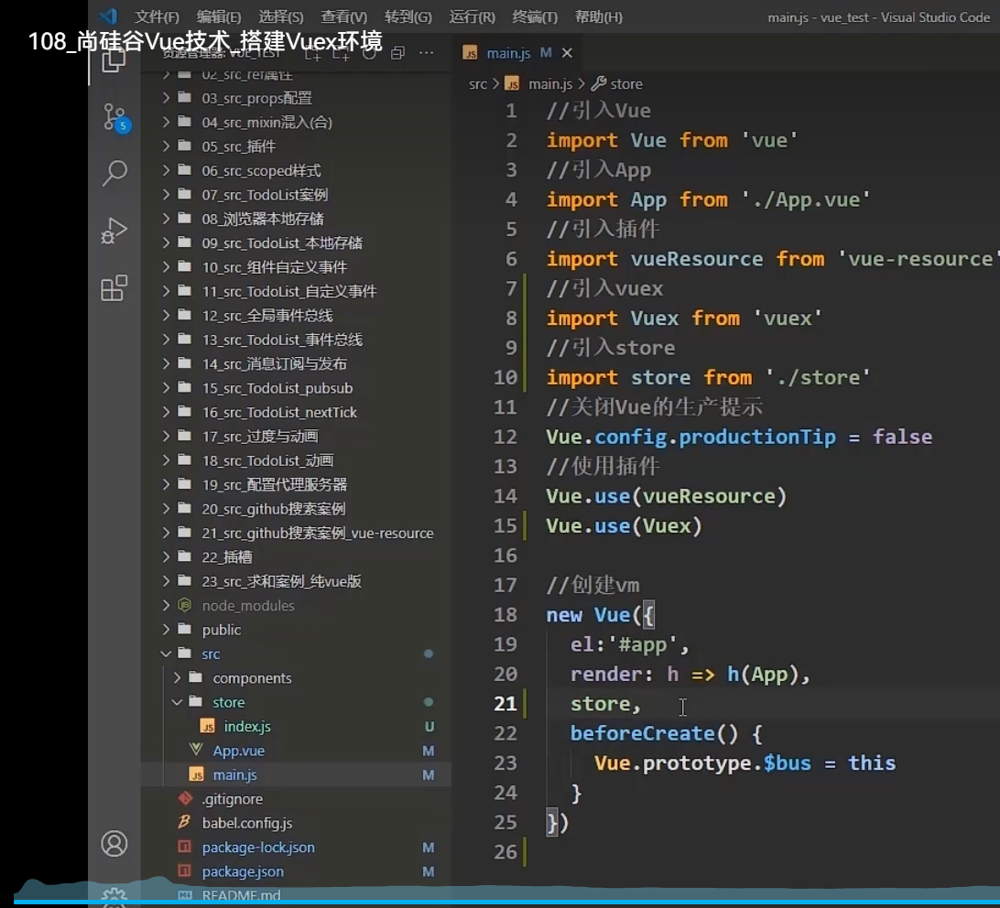 文件(F) 编辑(E) 选择(S) 查看(V) 转到(G) 运行(R) 终端(T) 帮助(H) main.js - vue_test - Visual Studio Code
108_尚硅谷Vue技术_搭建Vuex环境
资源管理器: VUE_TEST
main.js M
src > main.js > store
02_src_ref属性
03_src_props配置
04_src_mixin混入(合)
05_src_插件
06_src_scoped样式
07_src_TodoList案例
08_浏览器本地存储
09_src_TodoList_本地存储
10_src_组件自定义事件
11_src_TodoList_自定义事件
12_src_全局事件总线
13_src_TodoList_事件总线
14_src_消息订阅与发布
15_src_TodoList_pubsub
16_src_TodoList_nextTick
17_src_过度与动画
18_src_TodoList_动画
19_src_配置代理服务器
20_src_github搜索案例
21_src_github搜索案例_vue-resource
22_插槽
23_src_求和案例_纯vue版
node_modules
public
src
components
store
index.js U
App.vue M
main.js M
.gitignore
babel.config.js
package-lock.json M
package.json M
README.md
5
1 //引入Vue
2 import Vue from 'vue'
3 //引入App
4 import App from './App.vue'
5 //引入插件
6 import vueResource from 'vue-resource'
7 //引入vuex
8 import Vuex from 'vuex'
9 //引入store
10 import store from './store'
11 //关闭Vue的生产提示
12 Vue.config.productionTip = false
13 //使用插件
14 Vue.use(vueResource)
15 Vue.use(Vuex)
16
17 //创建vm
18 new Vue({
19 el:'#app',
20 render: h => h(App),
21 store,
22 beforeCreate() {
23 Vue.prototype.$bus = this
24 }
25 })
26